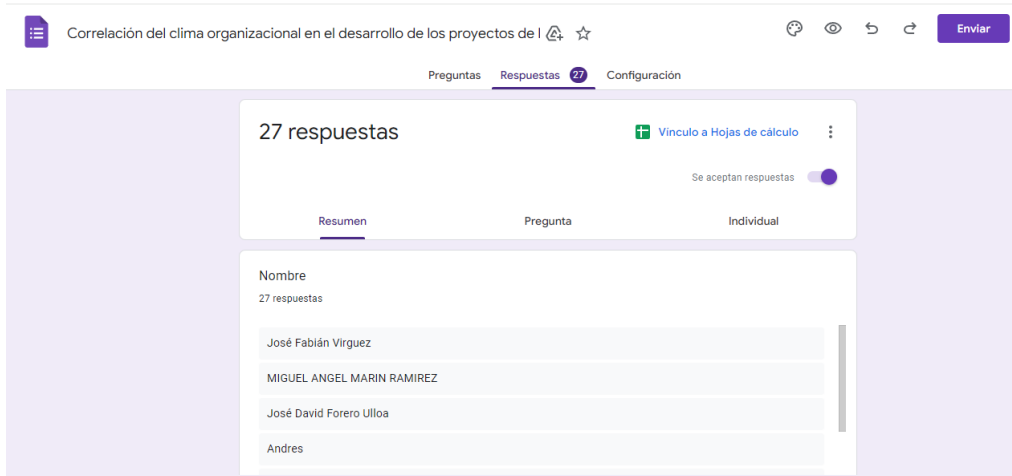 Correlación del clima organizacional en el desarrollo de los proyectos de l
Enviar
Preguntas Respuestas 27 Configuración
27 respuestas
Vínculo a Hojas de cálculo
Se aceptan respuestas
Resumen Pregunta Individual
Nombre
27 respuestas
José Fabián Virguez
MIGUEL ANGEL MARIN RAMIREZ
José David Forero Ulloa
Andres